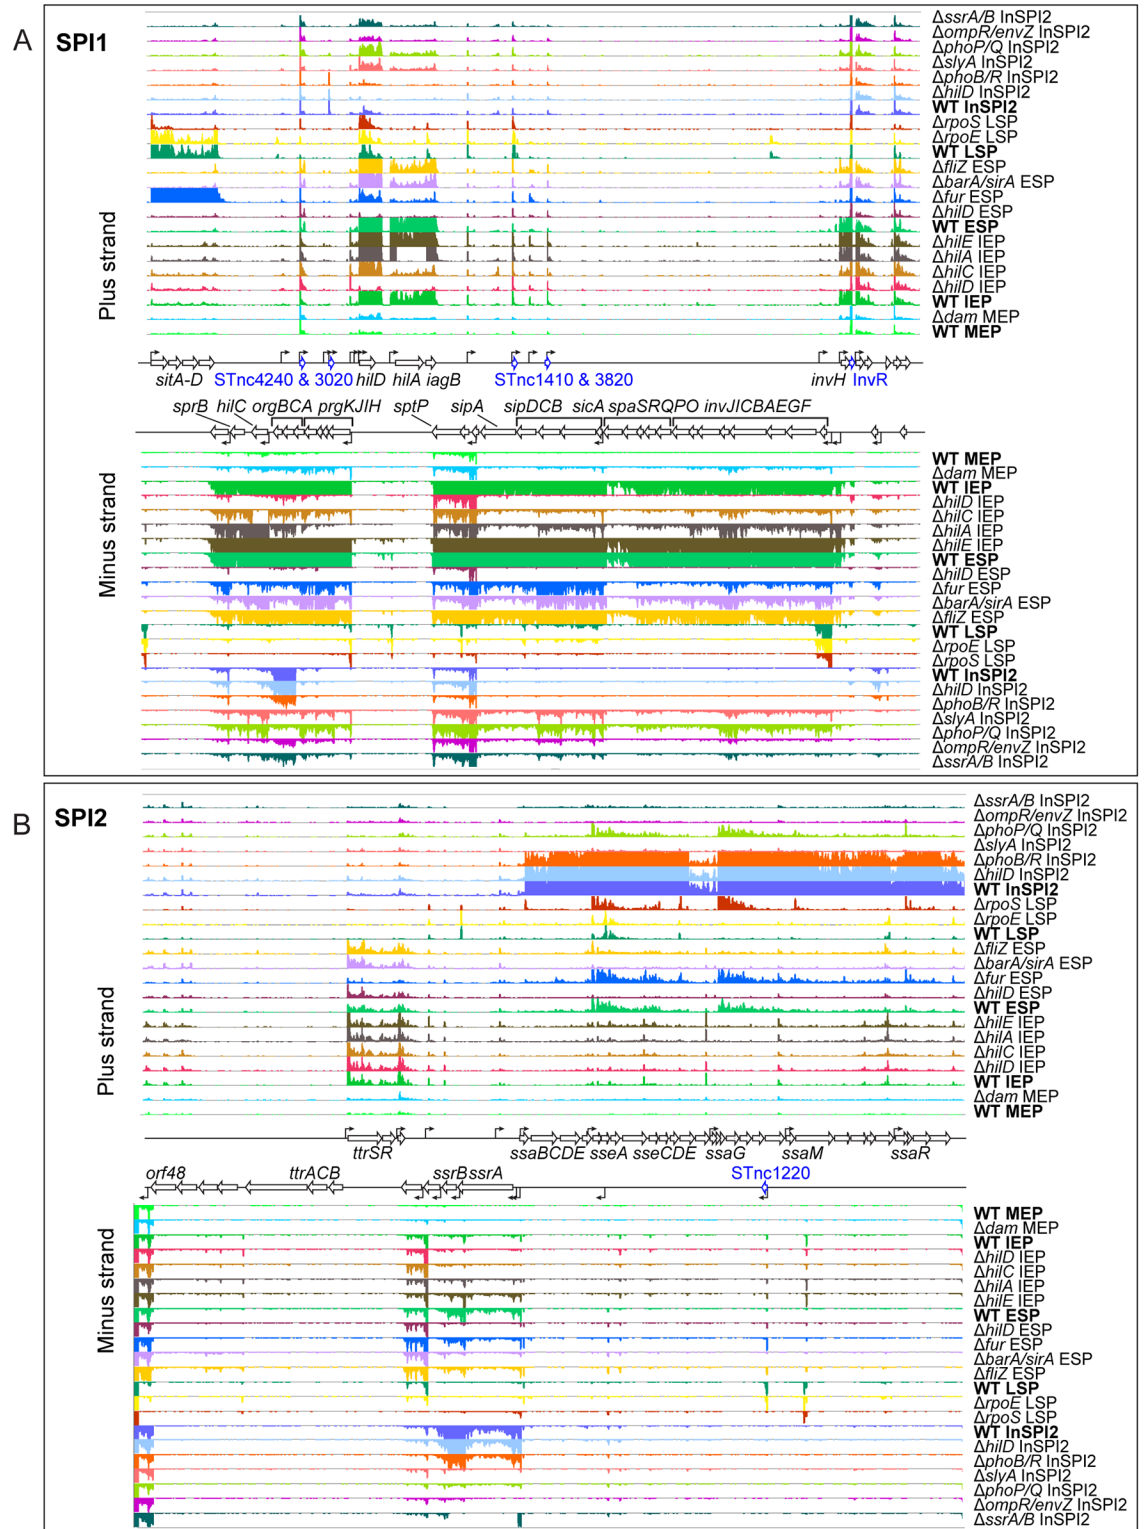 A
SPI1
ΔssrA/B InSPI2
ΔompR/envZ InSPI2
ΔphoP/Q InSPI2
ΔslyA InSPI2
ΔphoB/R InSPI2
ΔhilD InSPI2
WT InSPI2
ΔrpoS LSP
ΔrpoE LSP
WT LSP
ΔfliZ ESP
ΔbarA/sirA ESP
Δfur ESP
ΔhilD ESP
WT ESP
ΔhilE IEP
ΔhilA IEP
ΔhilC IEP
ΔhilD IEP
WT IEP
Δdam MEP
WT MEP
Plus strand
sitA-D STnc4240 & 3020 hilD hilA iagB STnc1410 & 3820 invH InvR
sprB hilC orgBCA prgKJIH sptP sipA sipDCB sicA spaSRQPO invJICBAEGF
Minus strand
WT MEP
Δdam MEP
WT IEP
ΔhilD IEP
ΔhilC IEP
ΔhilA IEP
ΔhilE IEP
WT ESP
ΔhilD ESP
Δfur ESP
ΔbarA/sirA ESP
ΔfliZ ESP
WT LSP
ΔrpoE LSP
ΔrpoS LSP
WT InSPI2
ΔhilD InSPI2
ΔphoB/R InSPI2
ΔslyA InSPI2
ΔphoP/Q InSPI2
ΔompR/envZ InSPI2
ΔssrA/B InSPI2
B
SPI2
ΔssrA/B InSPI2
ΔompR/envZ InSPI2
ΔphoP/Q InSPI2
ΔslyA InSPI2
ΔphoB/R InSPI2
ΔhilD InSPI2
WT InSPI2
ΔrpoS LSP
ΔrpoE LSP
WT LSP
ΔfliZ ESP
ΔbarA/sirA ESP
Δfur ESP
ΔhilD ESP
WT ESP
ΔhilE IEP
ΔhilA IEP
ΔhilC IEP
ΔhilD IEP
WT IEP
Δdam MEP
WT MEP
Plus strand
ttrSR ssaBCDE sseA sseCDE ssaG ssaM ssaR
orf48 ttrACB ssrB ssrA STnc1220
Minus strand
WT MEP
Δdam MEP
WT IEP
ΔhilD IEP
ΔhilC IEP
ΔhilA IEP
ΔhilE IEP
WT ESP
ΔhilD ESP
Δfur ESP
ΔbarA/sirA ESP
ΔfliZ ESP
WT LSP
ΔrpoE LSP
ΔrpoS LSP
WT InSPI2
ΔhilD InSPI2
ΔphoB/R InSPI2
ΔslyA InSPI2
ΔphoP/Q InSPI2
ΔompR/envZ InSPI2
ΔssrA/B InSPI2